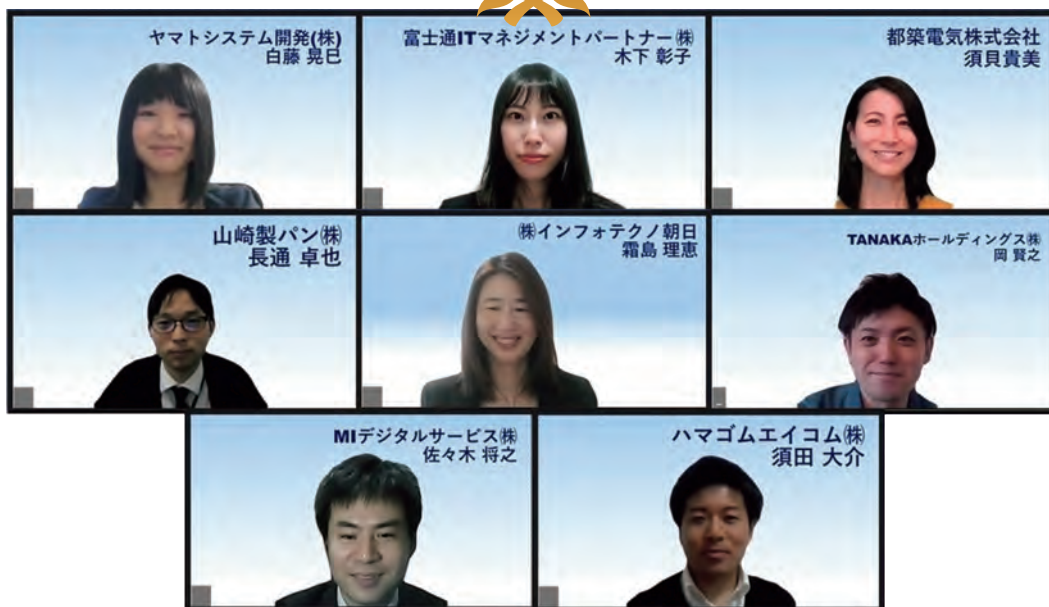 ヤマトシステム開発(株)
白藤 晃巳
富士通ITマネジメントパートナー㈱
木下 彰子
都築電気株式会社
須貝貴美
山崎製パン㈱
長通 卓也
㈱インフォテクノ朝日
霜島 理恵
TANAKAホールディングス㈱
岡 賢之
MIデジタルサービス㈱
佐々木 将之
ハマゴムエイコム㈱
須田 大介